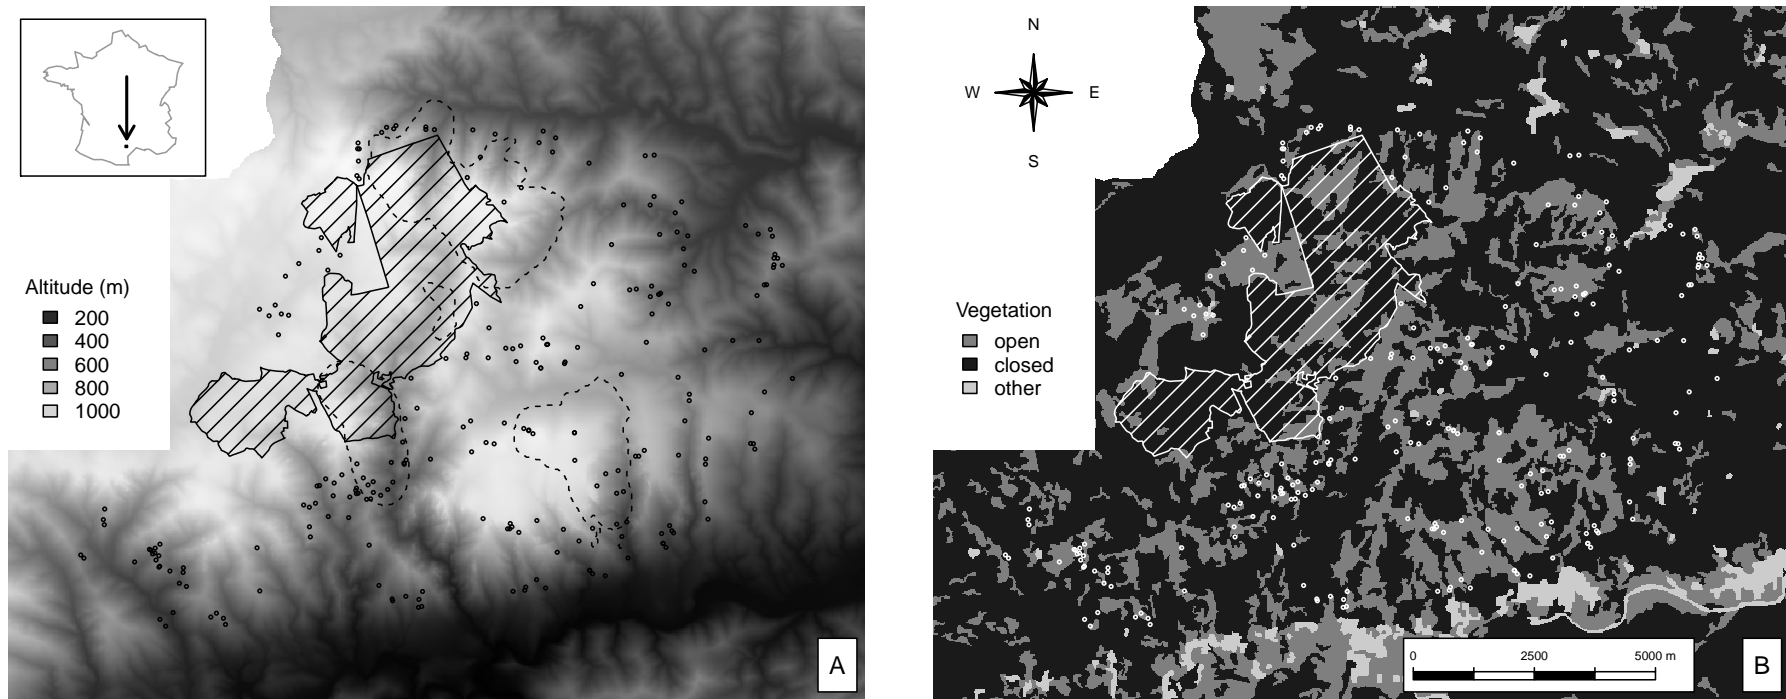 Altitude (m)
200
400
600
800
1000
A
N
W E
S
Vegetation
open
closed
other
0 2500 5000 m
B